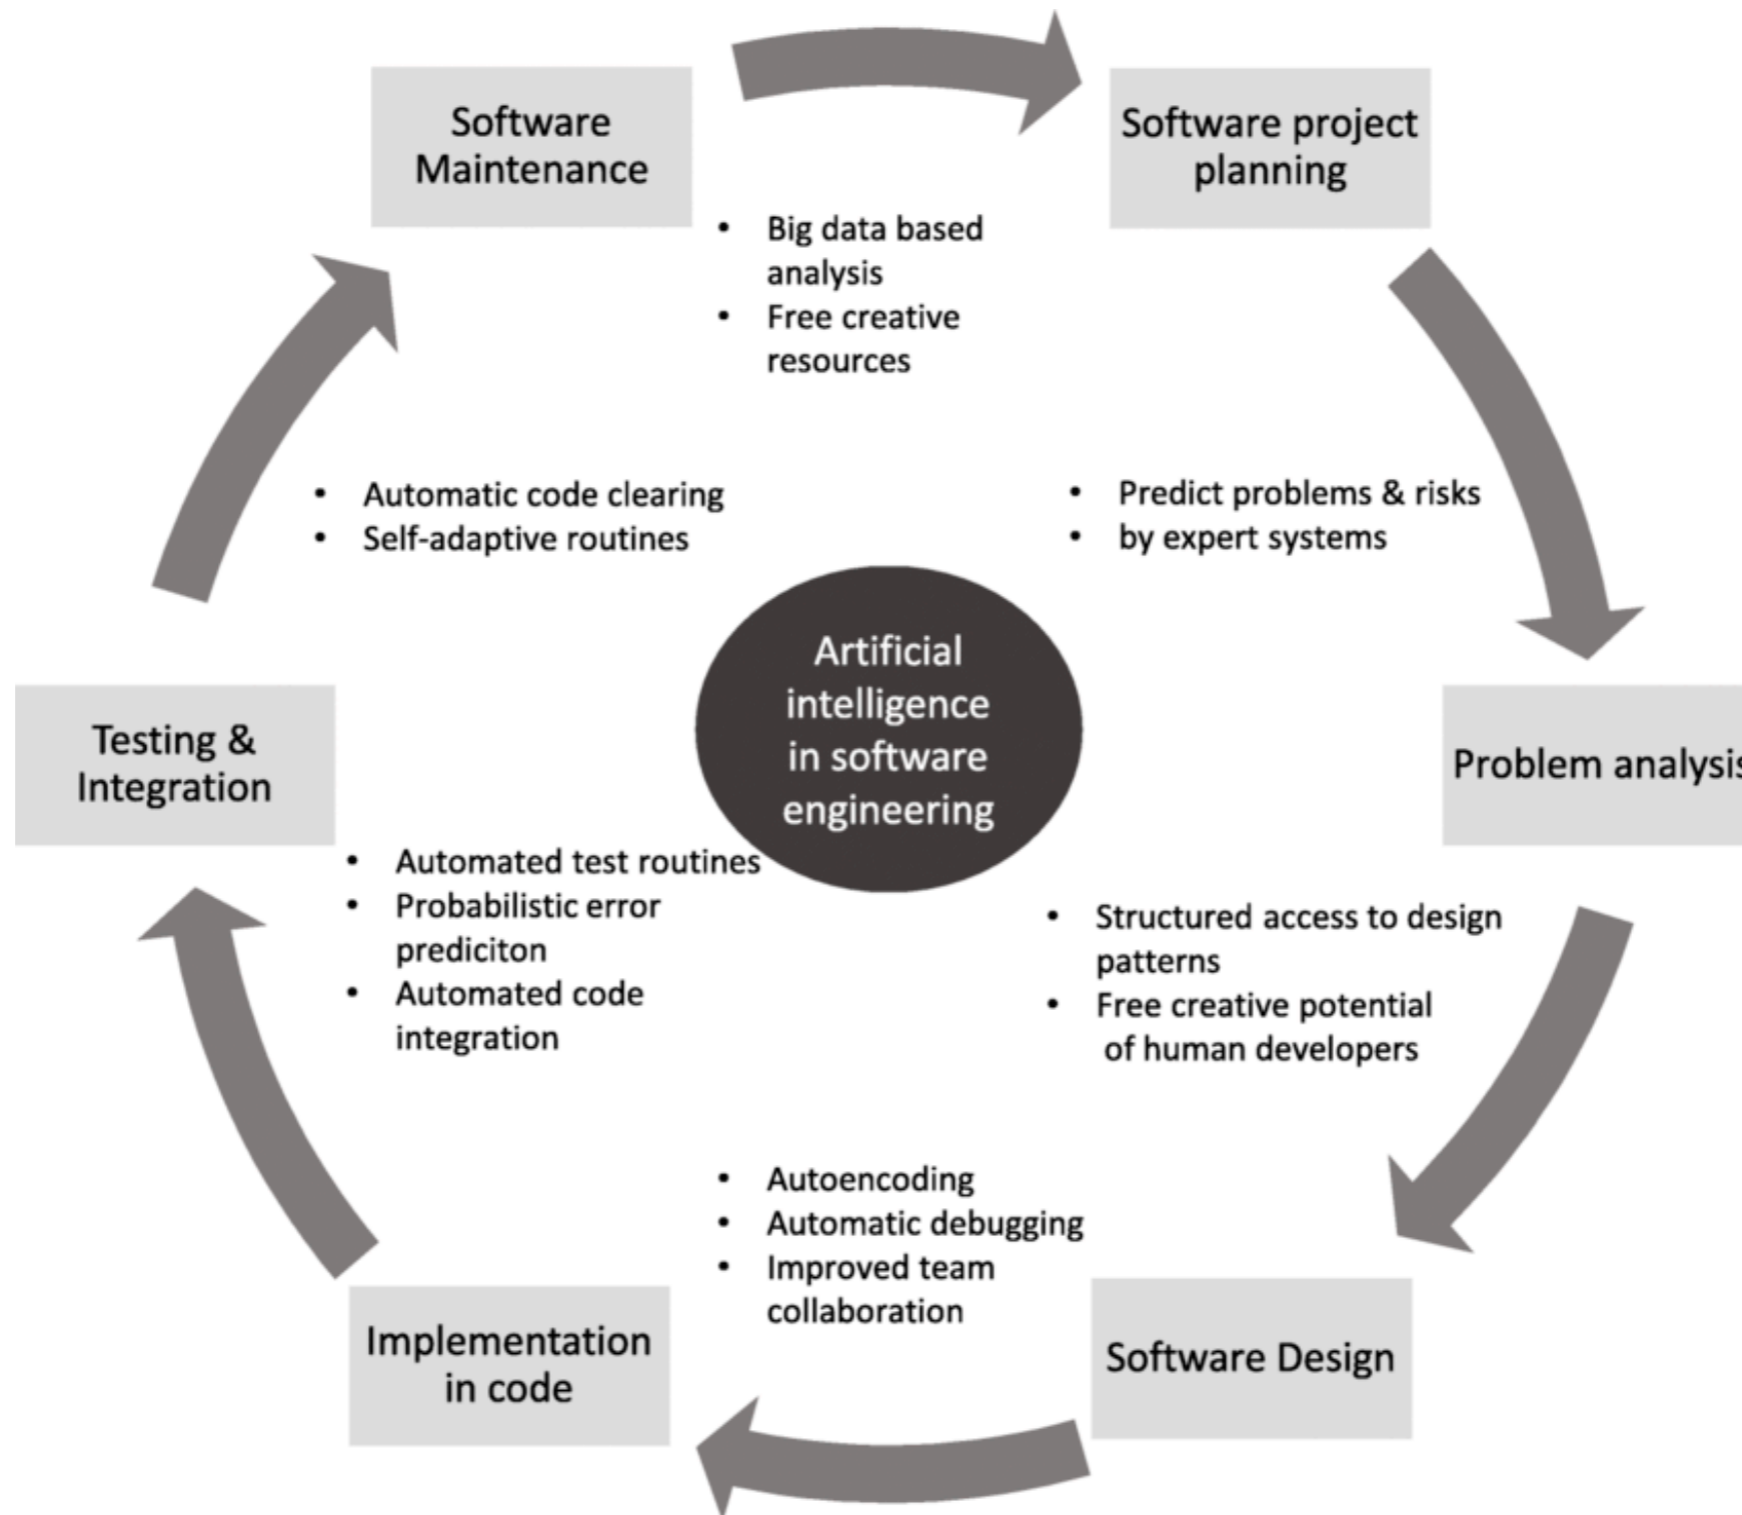 Software
Maintenance
Software project
planning
• Big data based
analysis
• Free creative
resources
• Automatic code clearing
• Self-adaptive routines
• Predict problems & risks
• by expert systems
Artificial
intelligence
in software
engineering
Testing &
Integration
Problem analysis
• Automated test routines
• Probabilistic error
prediciton
• Automated code
integration
• Structured access to design
patterns
• Free creative potential
of human developers
• Autoencoding
• Automatic debugging
• Improved team
collaboration
Implementation
in code
Software Design